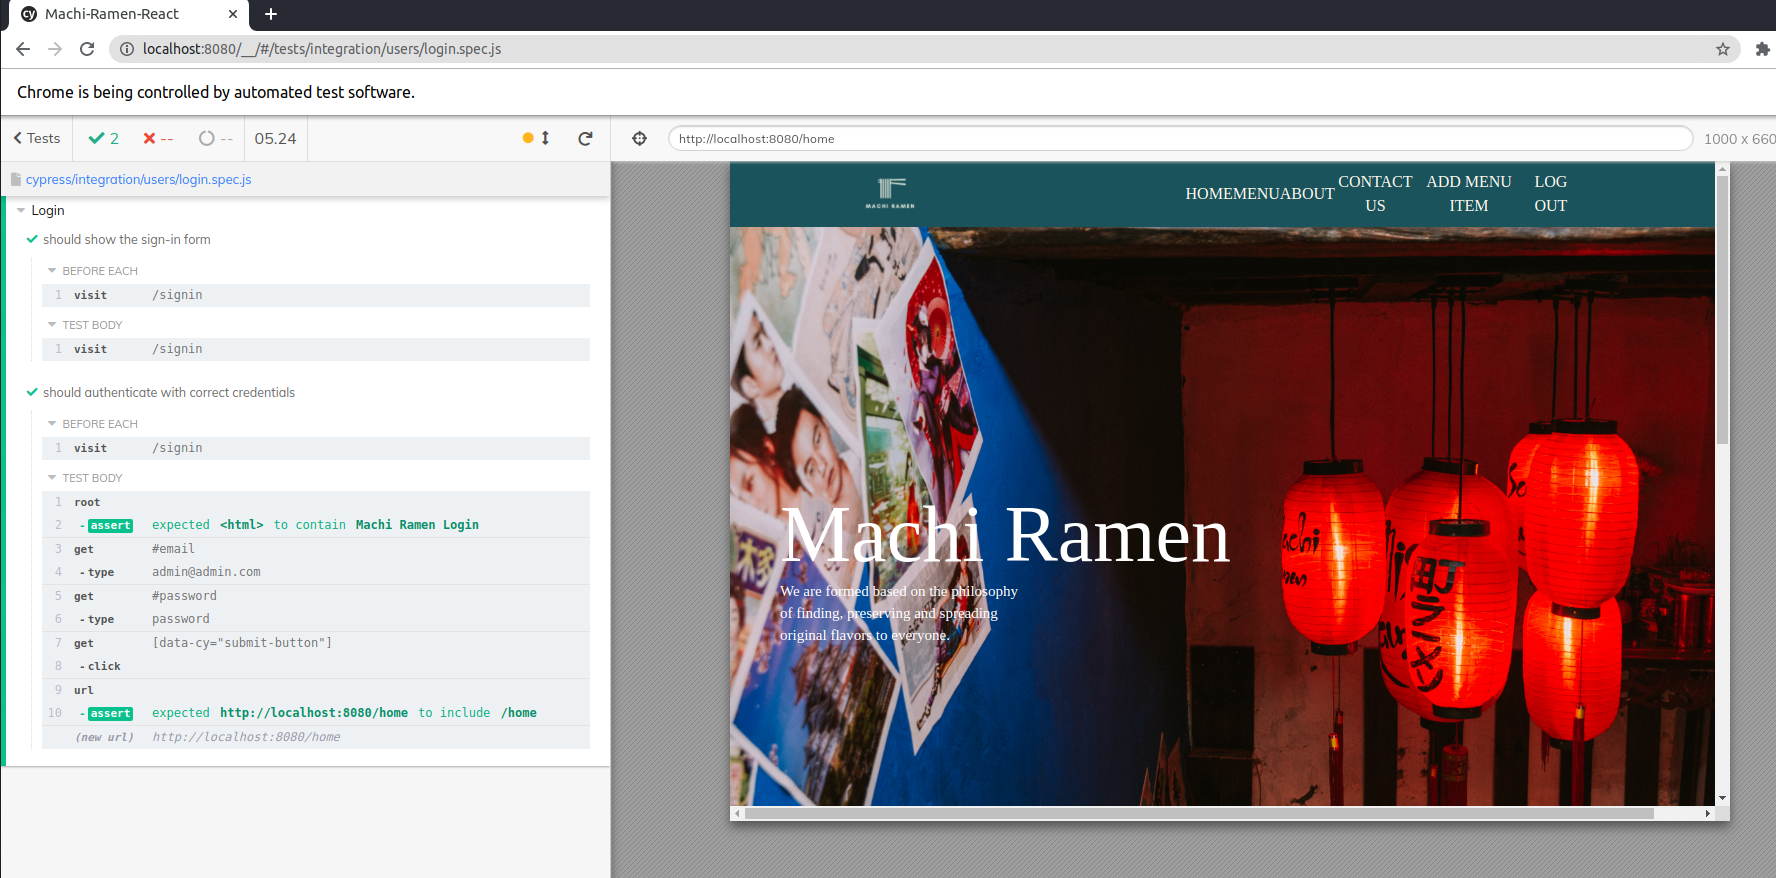 cy Machi-Ramen-React
localhost:8080/__/#/tests/integration/users/login.spec.js
Chrome is being controlled by automated test software.
Tests 2 -- -- 05.24
http://localhost:8080/home 1000 x 660
cypress/integration/users/login.spec.js
Login
should show the sign-in form
BEFORE EACH
1 visit /signin
TEST BODY
1 visit /signin
should authenticate with correct credentials
BEFORE EACH
1 visit /signin
TEST BODY
1 root
2 -assert expected <html> to contain Machi Ramen Login
3 get #email
4 -type admin@admin.com
5 get #password
6 -type password
7 get [data-cy="submit-button"]
8 -click
9 url
10 -assert expected http://localhost:8080/home to include /home
(new url) http://localhost:8080/home
MACHI RAMEN
HOMEMENUABOUT
CONTACT
US
ADD MENU
ITEM
LOG
OUT
Machi Ramen
We are formed based on the philosophy
of finding, preserving and spreading
original flavors to everyone.